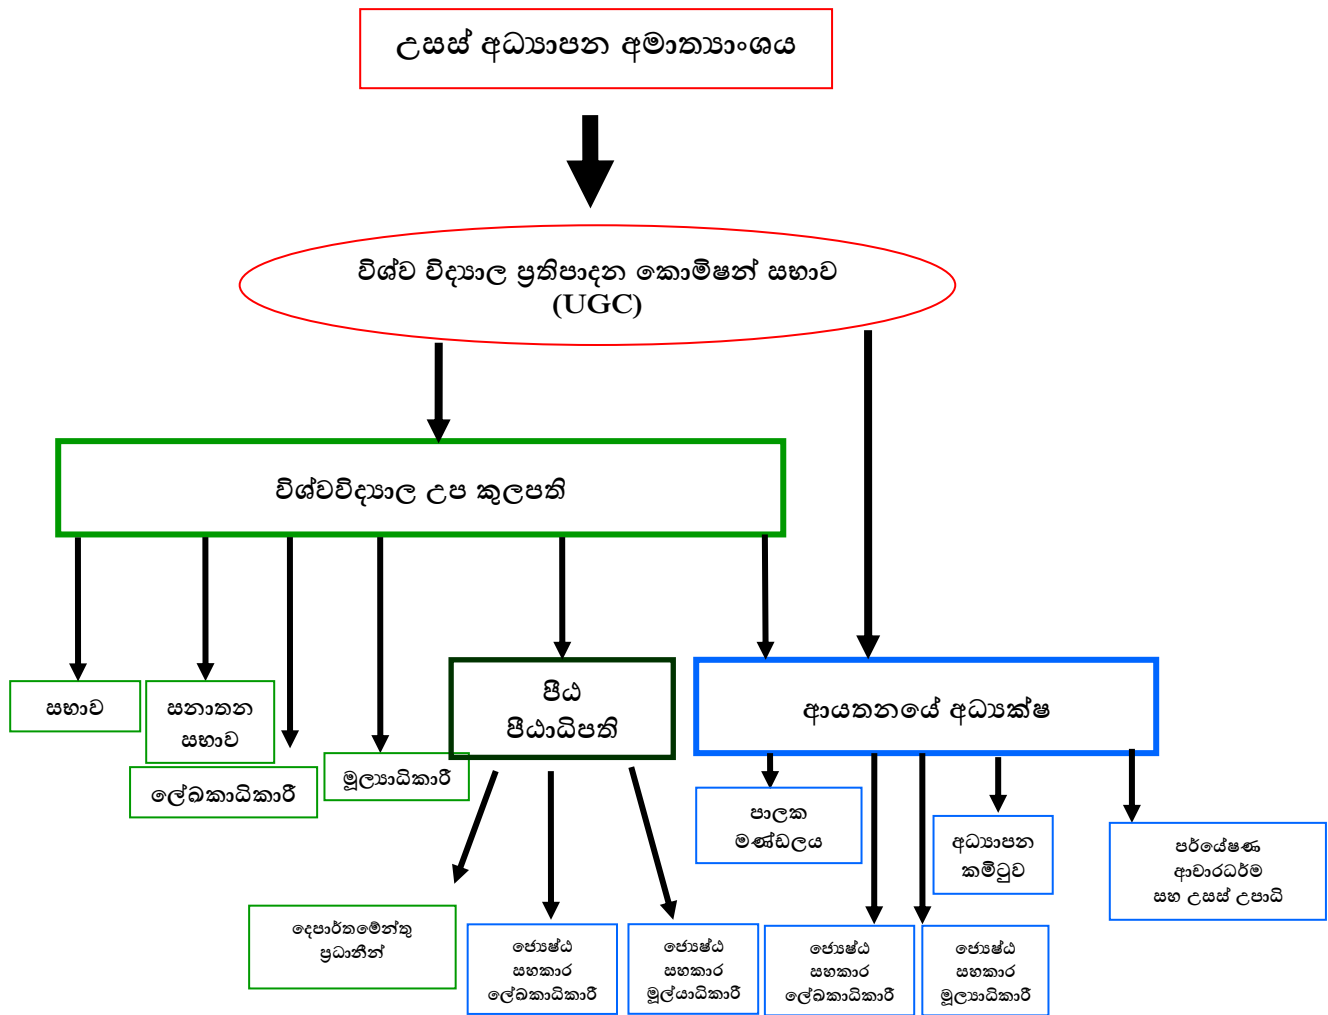 උසස් අධ්‍යාපන අමාත්‍යාංශය
විශ්ව විද්‍යාල ප්‍රතිපාදන කොමිෂන් සභාව
(UGC)
විශ්වවිද්‍යාල උප කුලපති
සභාව
සනාතන
සභාව
ලේඛකාධිකාරී
මූල්‍යාධිකාරී
පීඨ
පීඨාධිපති
ආයතනයේ අධ්‍යක්ෂ
පාලක
මණ්ඩලය
අධ්‍යාපන
කමිටුව
පර්යේෂණ
ආචාරධර්ම
සහ උසස් උපාධි
දෙපාර්තමේන්තු
ප්‍රධානීන්
ජ්‍යෙෂ්ඨ
සහකාර
ලේඛකාධිකාරී
ජ්‍යෙෂ්ඨ
සහකාර
මූල්යාධිකාරී
ජ්‍යෙෂ්ඨ
සහකාර
ලේඛකාධිකාරී
ජ්‍යෙෂ්ඨ
සහකාර
මූල්‍යාධිකාරී